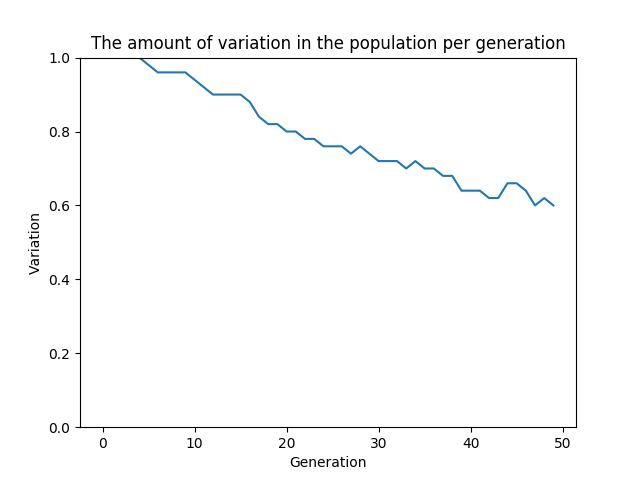 The amount of variation in the population per generation
1.0
0.8
0.6
0.4
0.2
0.0
Variation
0 10 20 30 40 50
Generation